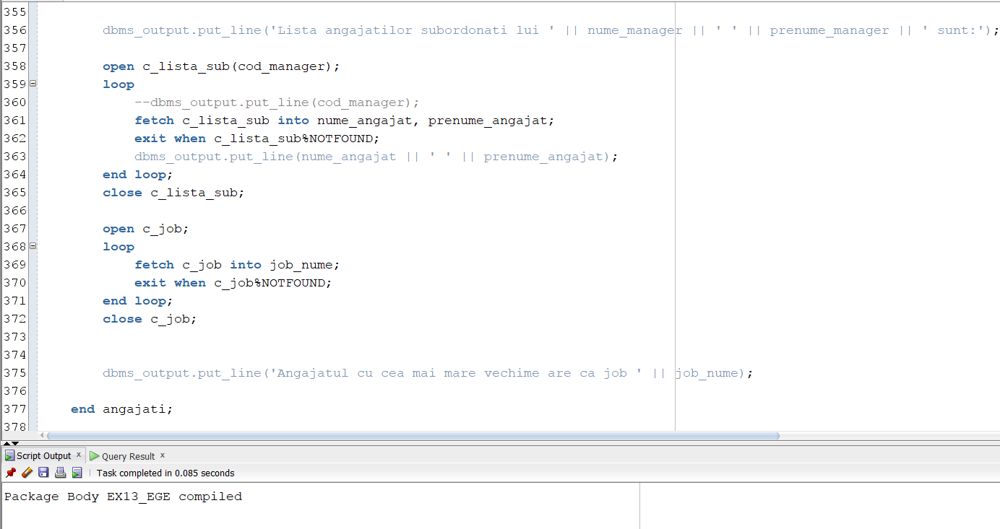 355
356 dbms_output.put_line('Lista angajatilor subordonati lui ' || nume_manager || ' ' || prenume_manager || ' sunt:');
357
358 open c_lista_sub(cod_manager);
359 loop
360 --dbms_output.put_line(cod_manager);
361 fetch c_lista_sub into nume_angajat, prenume_angajat;
362 exit when c_lista_sub%NOTFOUND;
363 dbms_output.put_line(nume_angajat || ' ' || prenume_angajat);
364 end loop;
365 close c_lista_sub;
366
367 open c_job;
368 loop
369 fetch c_job into job_nume;
370 exit when c_job%NOTFOUND;
371 end loop;
372 close c_job;
373
374
375 dbms_output.put_line('Angajatul cu cea mai mare vechime are ca job ' || job_nume);
376
377 end angajati;
378
Script Output x Query Result x
Task completed in 0.085 seconds
Package Body EX13_EGE compiled